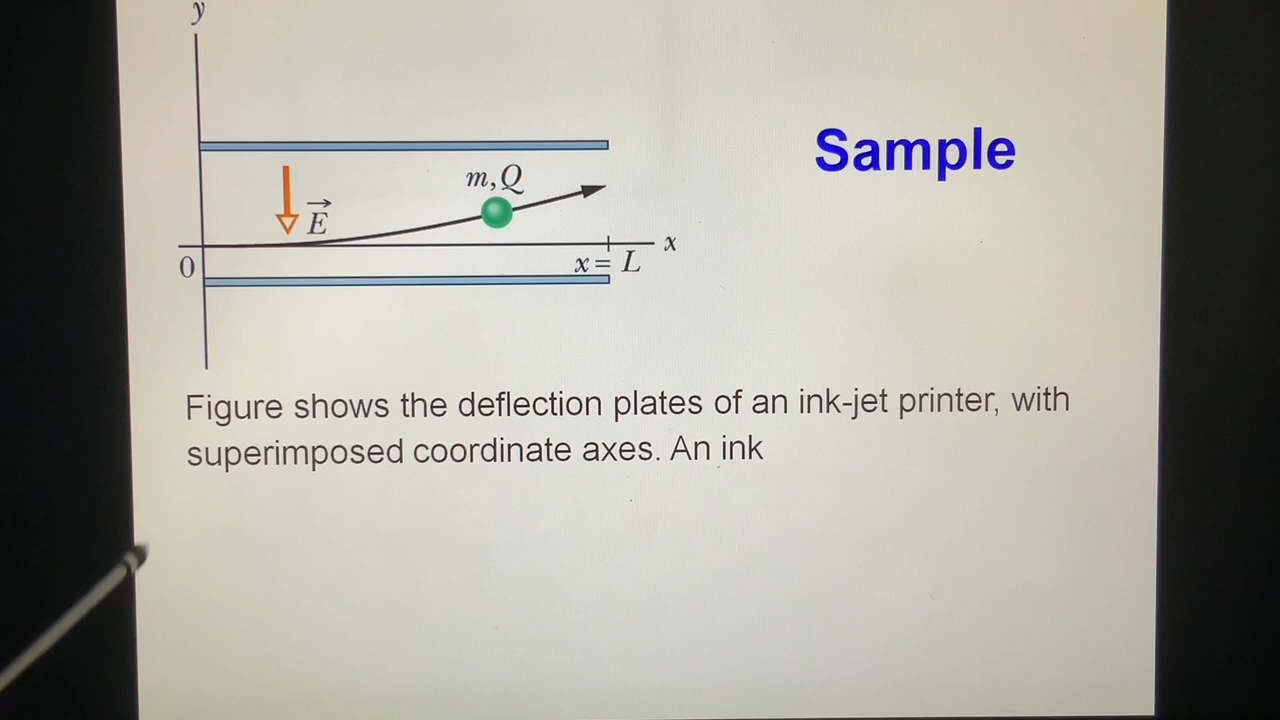 y
Sample
m,Q
E
x
0
x = L
Figure shows the deflection plates of an ink-jet printer, with
superimposed coordinate axes. An ink